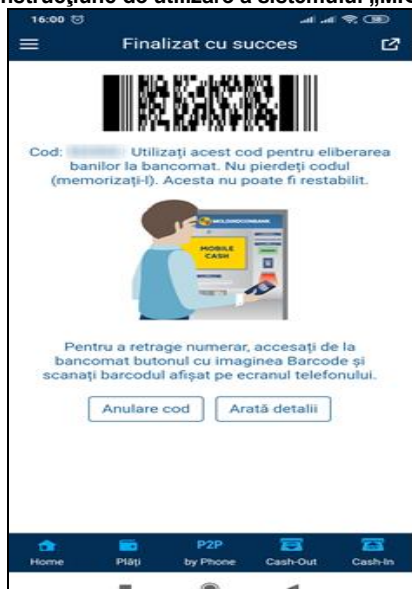 16:00
Finalizat cu succes
Cod: Utilizați acest cod pentru eliberarea
banilor la bancomat. Nu pierdeți codul
(memorizați-l). Acesta nu poate fi restabilit.
MOLDINDCONBANK
MOBILE
CASH
Pentru a retrage numerar, accesați de la
bancomat butonul cu imaginea Barcode și
scanați barcodul afișat pe ecranul telefonului.
Anulare cod
Arată detalii
Home
Plăți
P2P
by Phone
Cash-Out
Cash-In